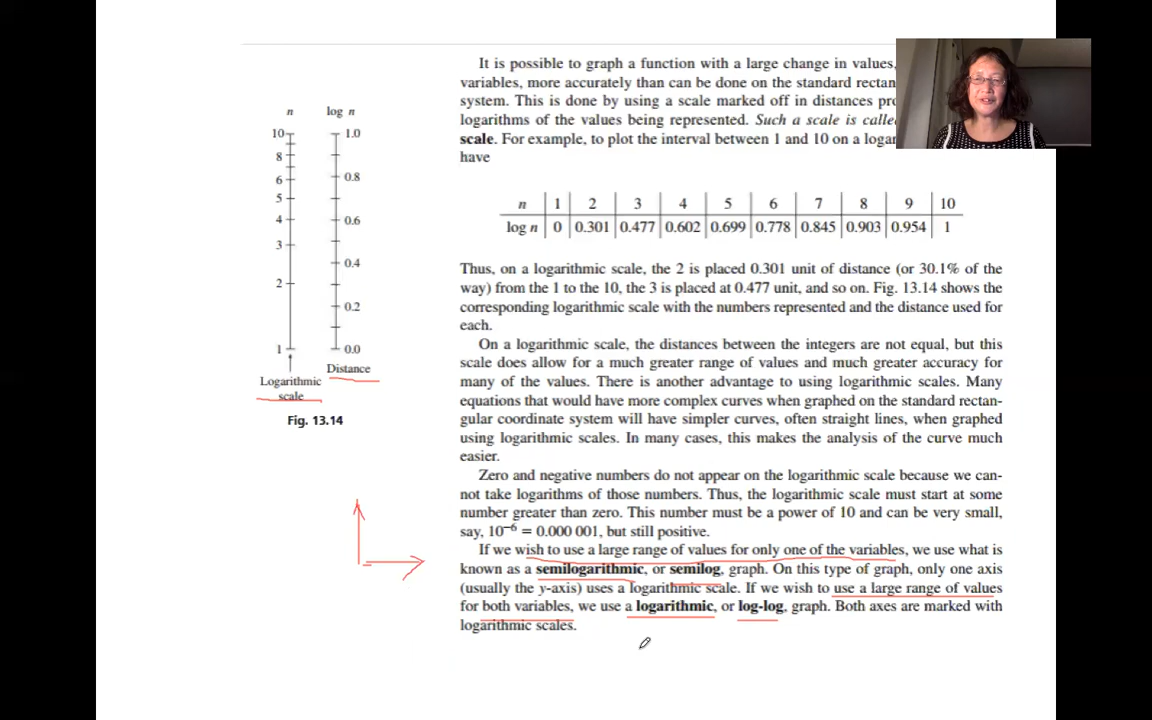 It is possible to graph a function with a large change in values,
variables, more accurately than can be done on the standard rectan
system. This is done by using a scale marked off in distances pro
logarithms of the values being represented. Such a scale is calle
scale. For example, to plot the interval between 1 and 10 on a logar
have
n 1 2 3 4 5 6 7 8 9 10
log n 0 0.301 0.477 0.602 0.699 0.778 0.845 0.903 0.954 1
Thus, on a logarithmic scale, the 2 is placed 0.301 unit of distance (or 30.1% of the
way) from the 1 to the 10, the 3 is placed at 0.477 unit, and so on. Fig. 13.14 shows the
corresponding logarithmic scale with the numbers represented and the distance used for
each.
On a logarithmic scale, the distances between the integers are not equal, but this
scale does allow for a much greater range of values and much greater accuracy for
many of the values. There is another advantage to using logarithmic scales. Many
equations that would have more complex curves when graphed on the standard rectan-
gular coordinate system will have simpler curves, often straight lines, when graphed
using logarithmic scales. In many cases, this makes the analysis of the curve much
easier.
Zero and negative numbers do not appear on the logarithmic scale because we can-
not take logarithms of those numbers. Thus, the logarithmic scale must start at some
number greater than zero. This number must be a power of 10 and can be very small,
say, 10⁻⁶ = 0.000 001, but still positive.
If we wish to use a large range of values for only one of the variables, we use what is
known as a semilogarithmic, or semilog, graph. On this type of graph, only one axis
(usually the y-axis) uses a logarithmic scale. If we wish to use a large range of values
for both variables, we use a logarithmic, or log-log, graph. Both axes are marked with
logarithmic scales.
n log n
10 1.0
8
0.8
6
5
4 0.6
3
0.4
2
0.2
1 0.0
Distance
Logarithmic
scale
Fig. 13.14